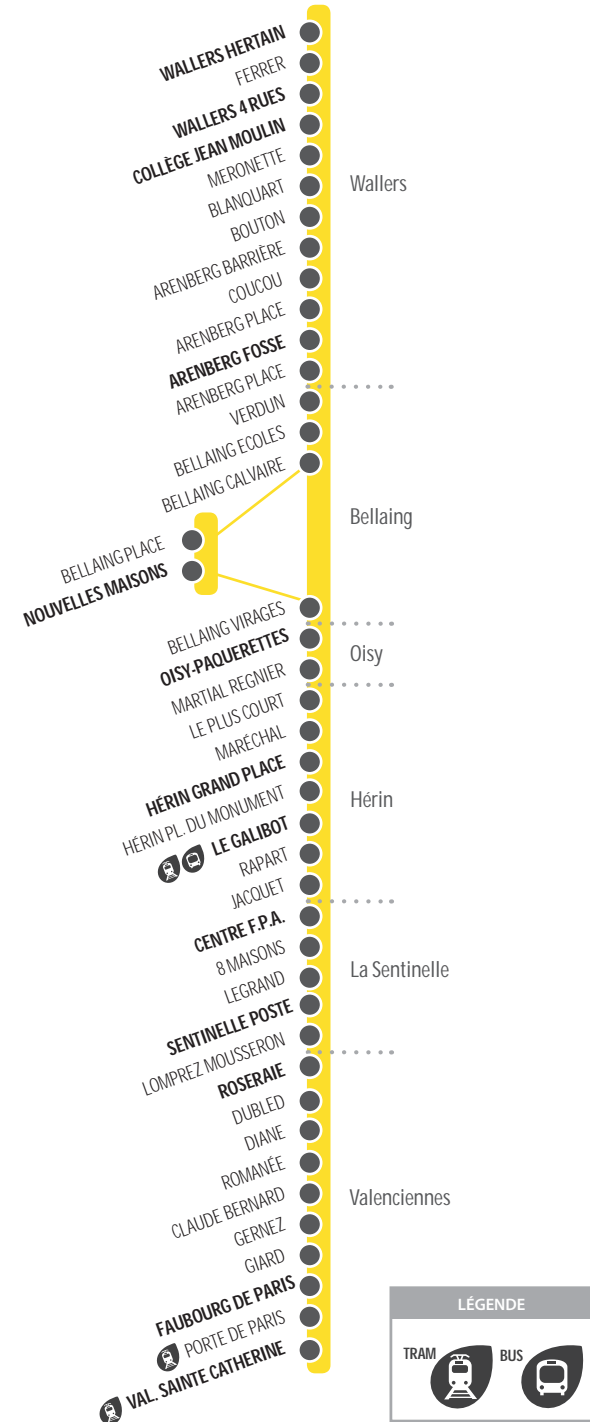 WALLERS HERTAIN
FERRER
WALLERS 4 RUES
COLLÈGE JEAN MOULIN
MERONETTE
BLANQUART
BOUTON
ARENBERG BARRIÈRE
COUCOU
ARENBERG PLACE
ARENBERG FOSSE
ARENBERG PLACE
Wallers
VERDUN
BELLAING ECOLES
BELLAING CALVAIRE
BELLAING PLACE
NOUVELLES MAISONS
BELLAING VIRAGES
Bellaing
OISY-PAQUERETTES
MARTIAL REGNIER
Oisy
LE PLUS COURT
MARÉCHAL
HÉRIN GRAND PLACE
HÉRIN PL. DU MONUMENT
LE GALIBOT
RAPART
JACQUET
Hérin
CENTRE F.P.A.
8 MAISONS
LEGRAND
SENTINELLE POSTE
LOMPREZ MOUSSERON
La Sentinelle
ROSERAIE
DUBLED
DIANE
ROMANÉE
CLAUDE BERNARD
GERNEZ
GIARD
FAUBOURG DE PARIS
PORTE DE PARIS
VAL. SAINTE CATHERINE
Valenciennes
LÉGENDE
TRAM
BUS